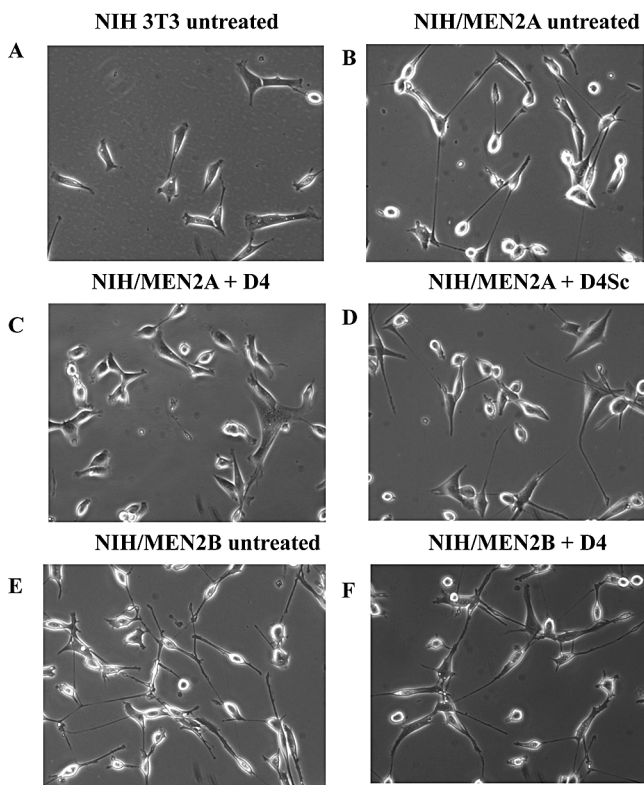 NIH 3T3 untreated
NIH/MEN2A untreated
A
B
NIH/MEN2A + D4
NIH/MEN2A + D4Sc
C
D
NIH/MEN2B untreated
NIH/MEN2B + D4
E
F